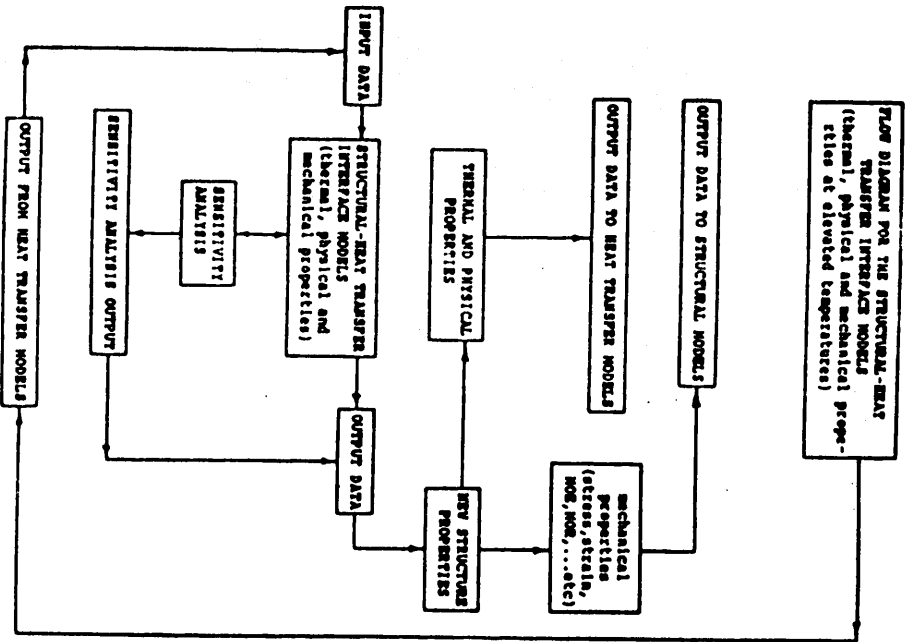 FLOW DIAGRAM FOR THE STRUCTURAL-HEAT
TRANSFER INTERFACE MODELS
(thermal, physical and mechanical prope-
rties at elevated temperatures)
OUTPUT DATA TO STRUCTURAL MODELS
OUTPUT DATA TO HEAT TRANSFER MODELS
mechanical
properties
(stress,strain,
MOE,MOR,...etc)
THERMAL AND PHYSICAL
PROPERTIES
NEW STRUCTURE
PROPERTIES
INPUT DATA
STRUCTURAL-HEAT TRANSFER
INTERFACE MODELS
(thermal, physical and
mechanical properties)
OUTPUT DATA
SENSITIVITY
ANALYSIS
SENSITIVITY ANALYSIS OUTPUT
OUTPUT FROM HEAT TRANSFER MODELS